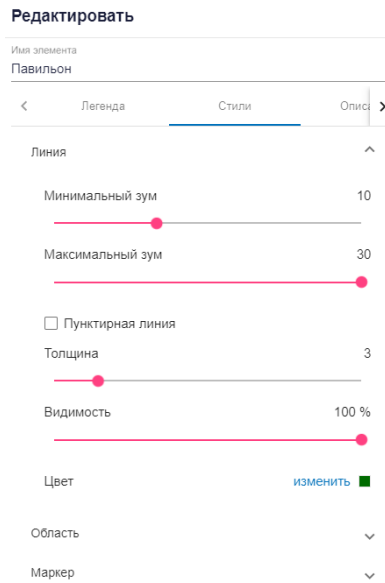 Редактировать
Имя элемента
Павильон
Легенда Стили
Линия
Минимальный зум 10
Максимальный зум 30
Пунктирная линия
Толщина 3
Видимость 100 %
Цвет изменить
Область
Маркер